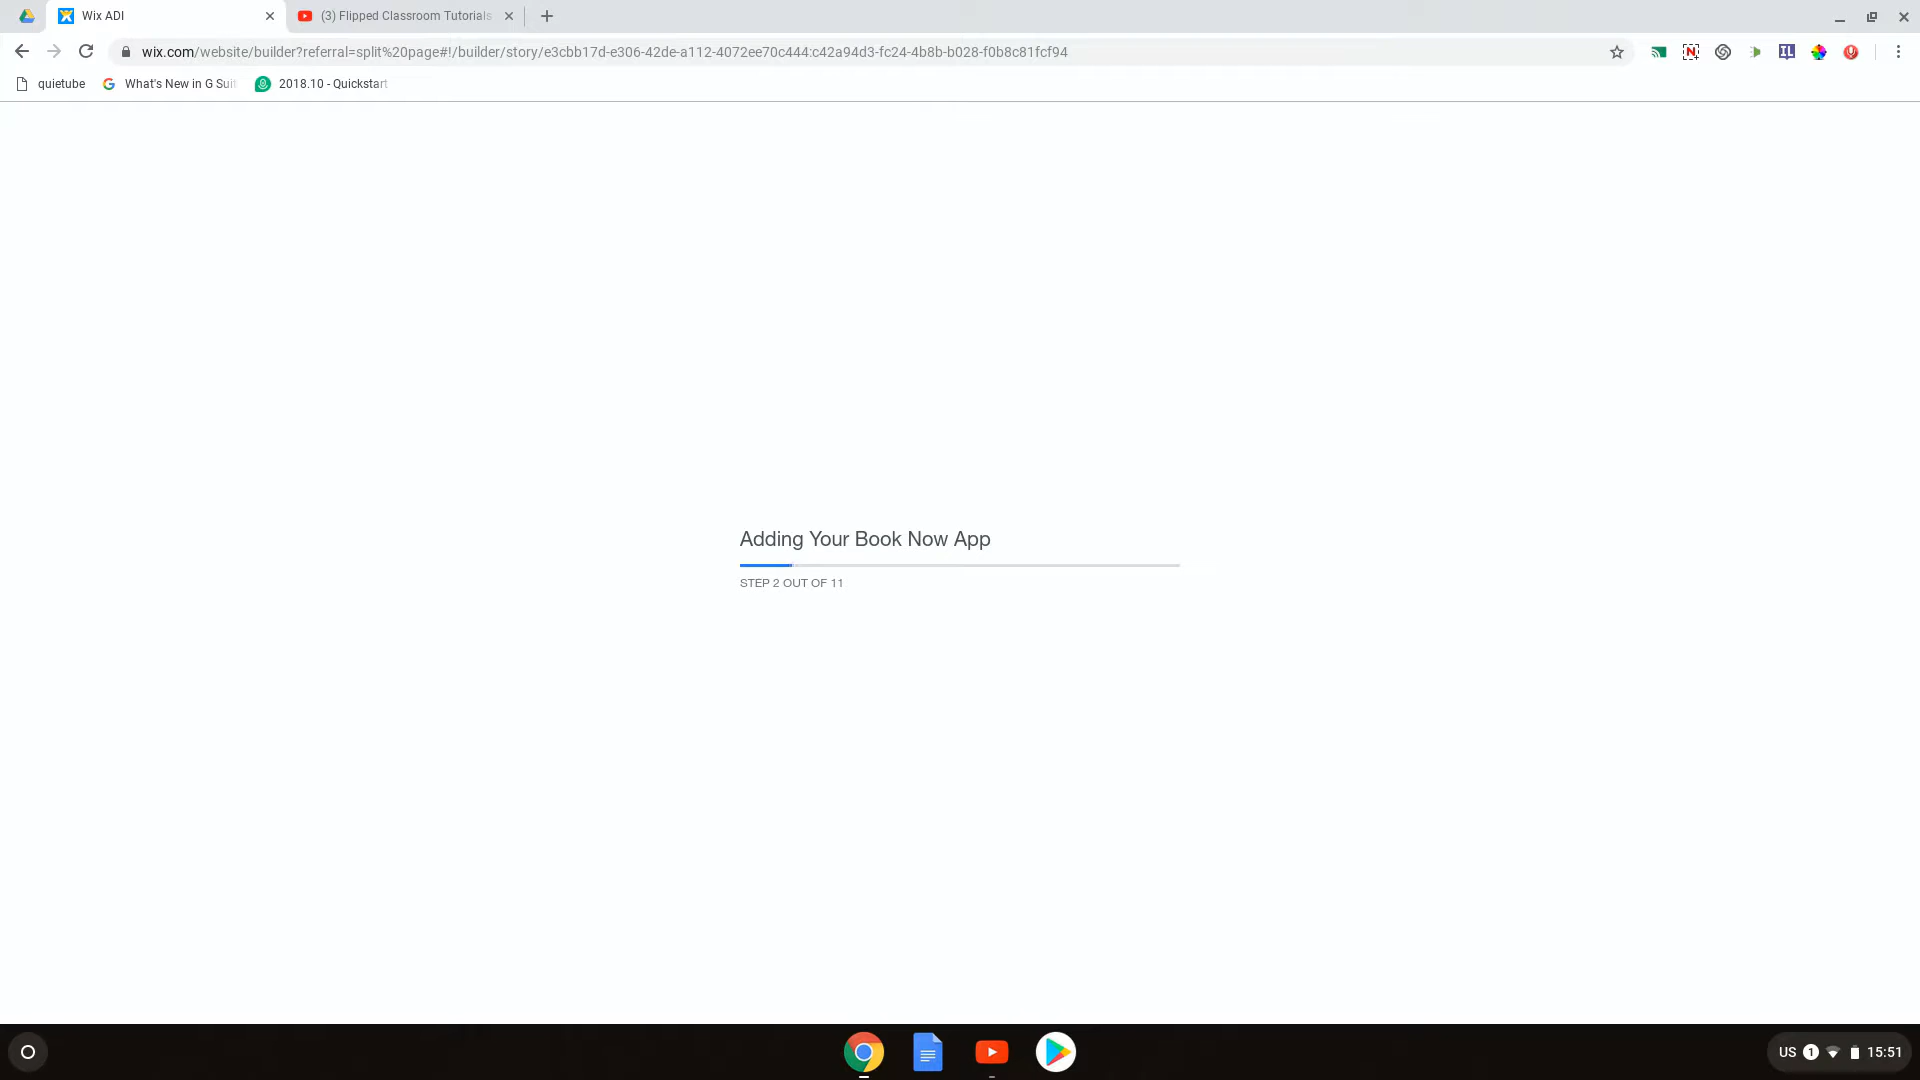 Wix ADI
(3) Flipped Classroom Tutorials
wix.com/website/builder?referral=split%20page#!/builder/story/e3cbb17d-e306-42de-a112-4072ee70c444:c42a94d3-fc24-4b8b-b028-f0b8c81fcf94
N
IL
quietube
What's New in G Suit
2018.10 - Quickstart
Adding Your Book Now App
STEP 2 OUT OF 11
US 1 15:51